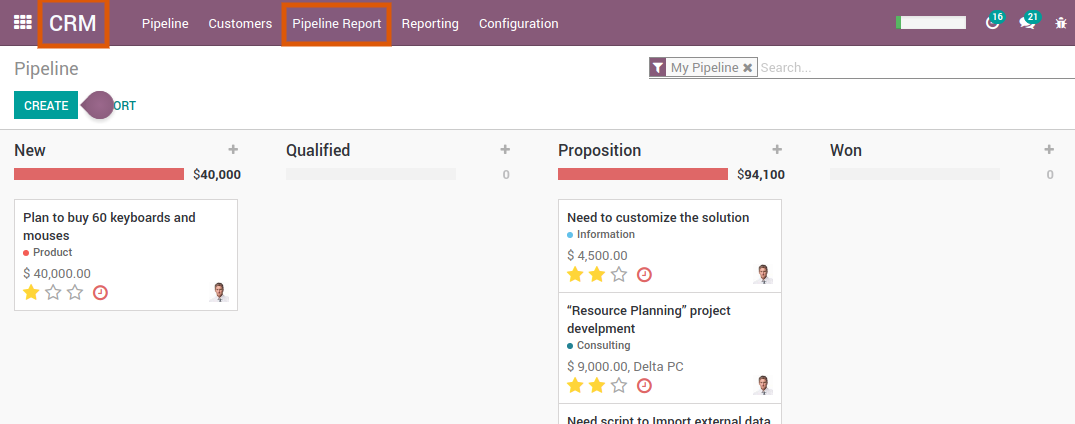 CRM Pipeline Customers Pipeline Report Reporting Configuration 16 21
Pipeline My Pipeline Search...
CREATE ORT
New Qualified Proposition Won
$40,000 0 $94,100 0
Plan to buy 60 keyboards and
mouses
Product
$ 40,000.00
Need to customize the solution
Information
$ 4,500.00
“Resource Planning” project
develpment
Consulting
$ 9,000.00, Delta PC
Need script to Import external data